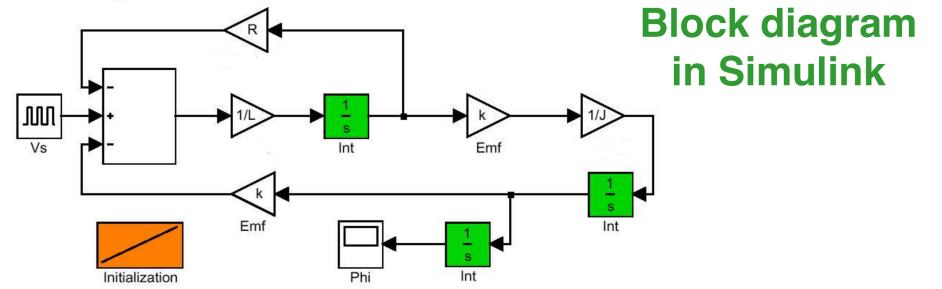 Block diagram
in Simulink
R
-
+
-
Vs
1/L
1
s
Int
k
Emf
1/J
1
s
Int
k
Emf
1
s
Int
Phi
Initialization